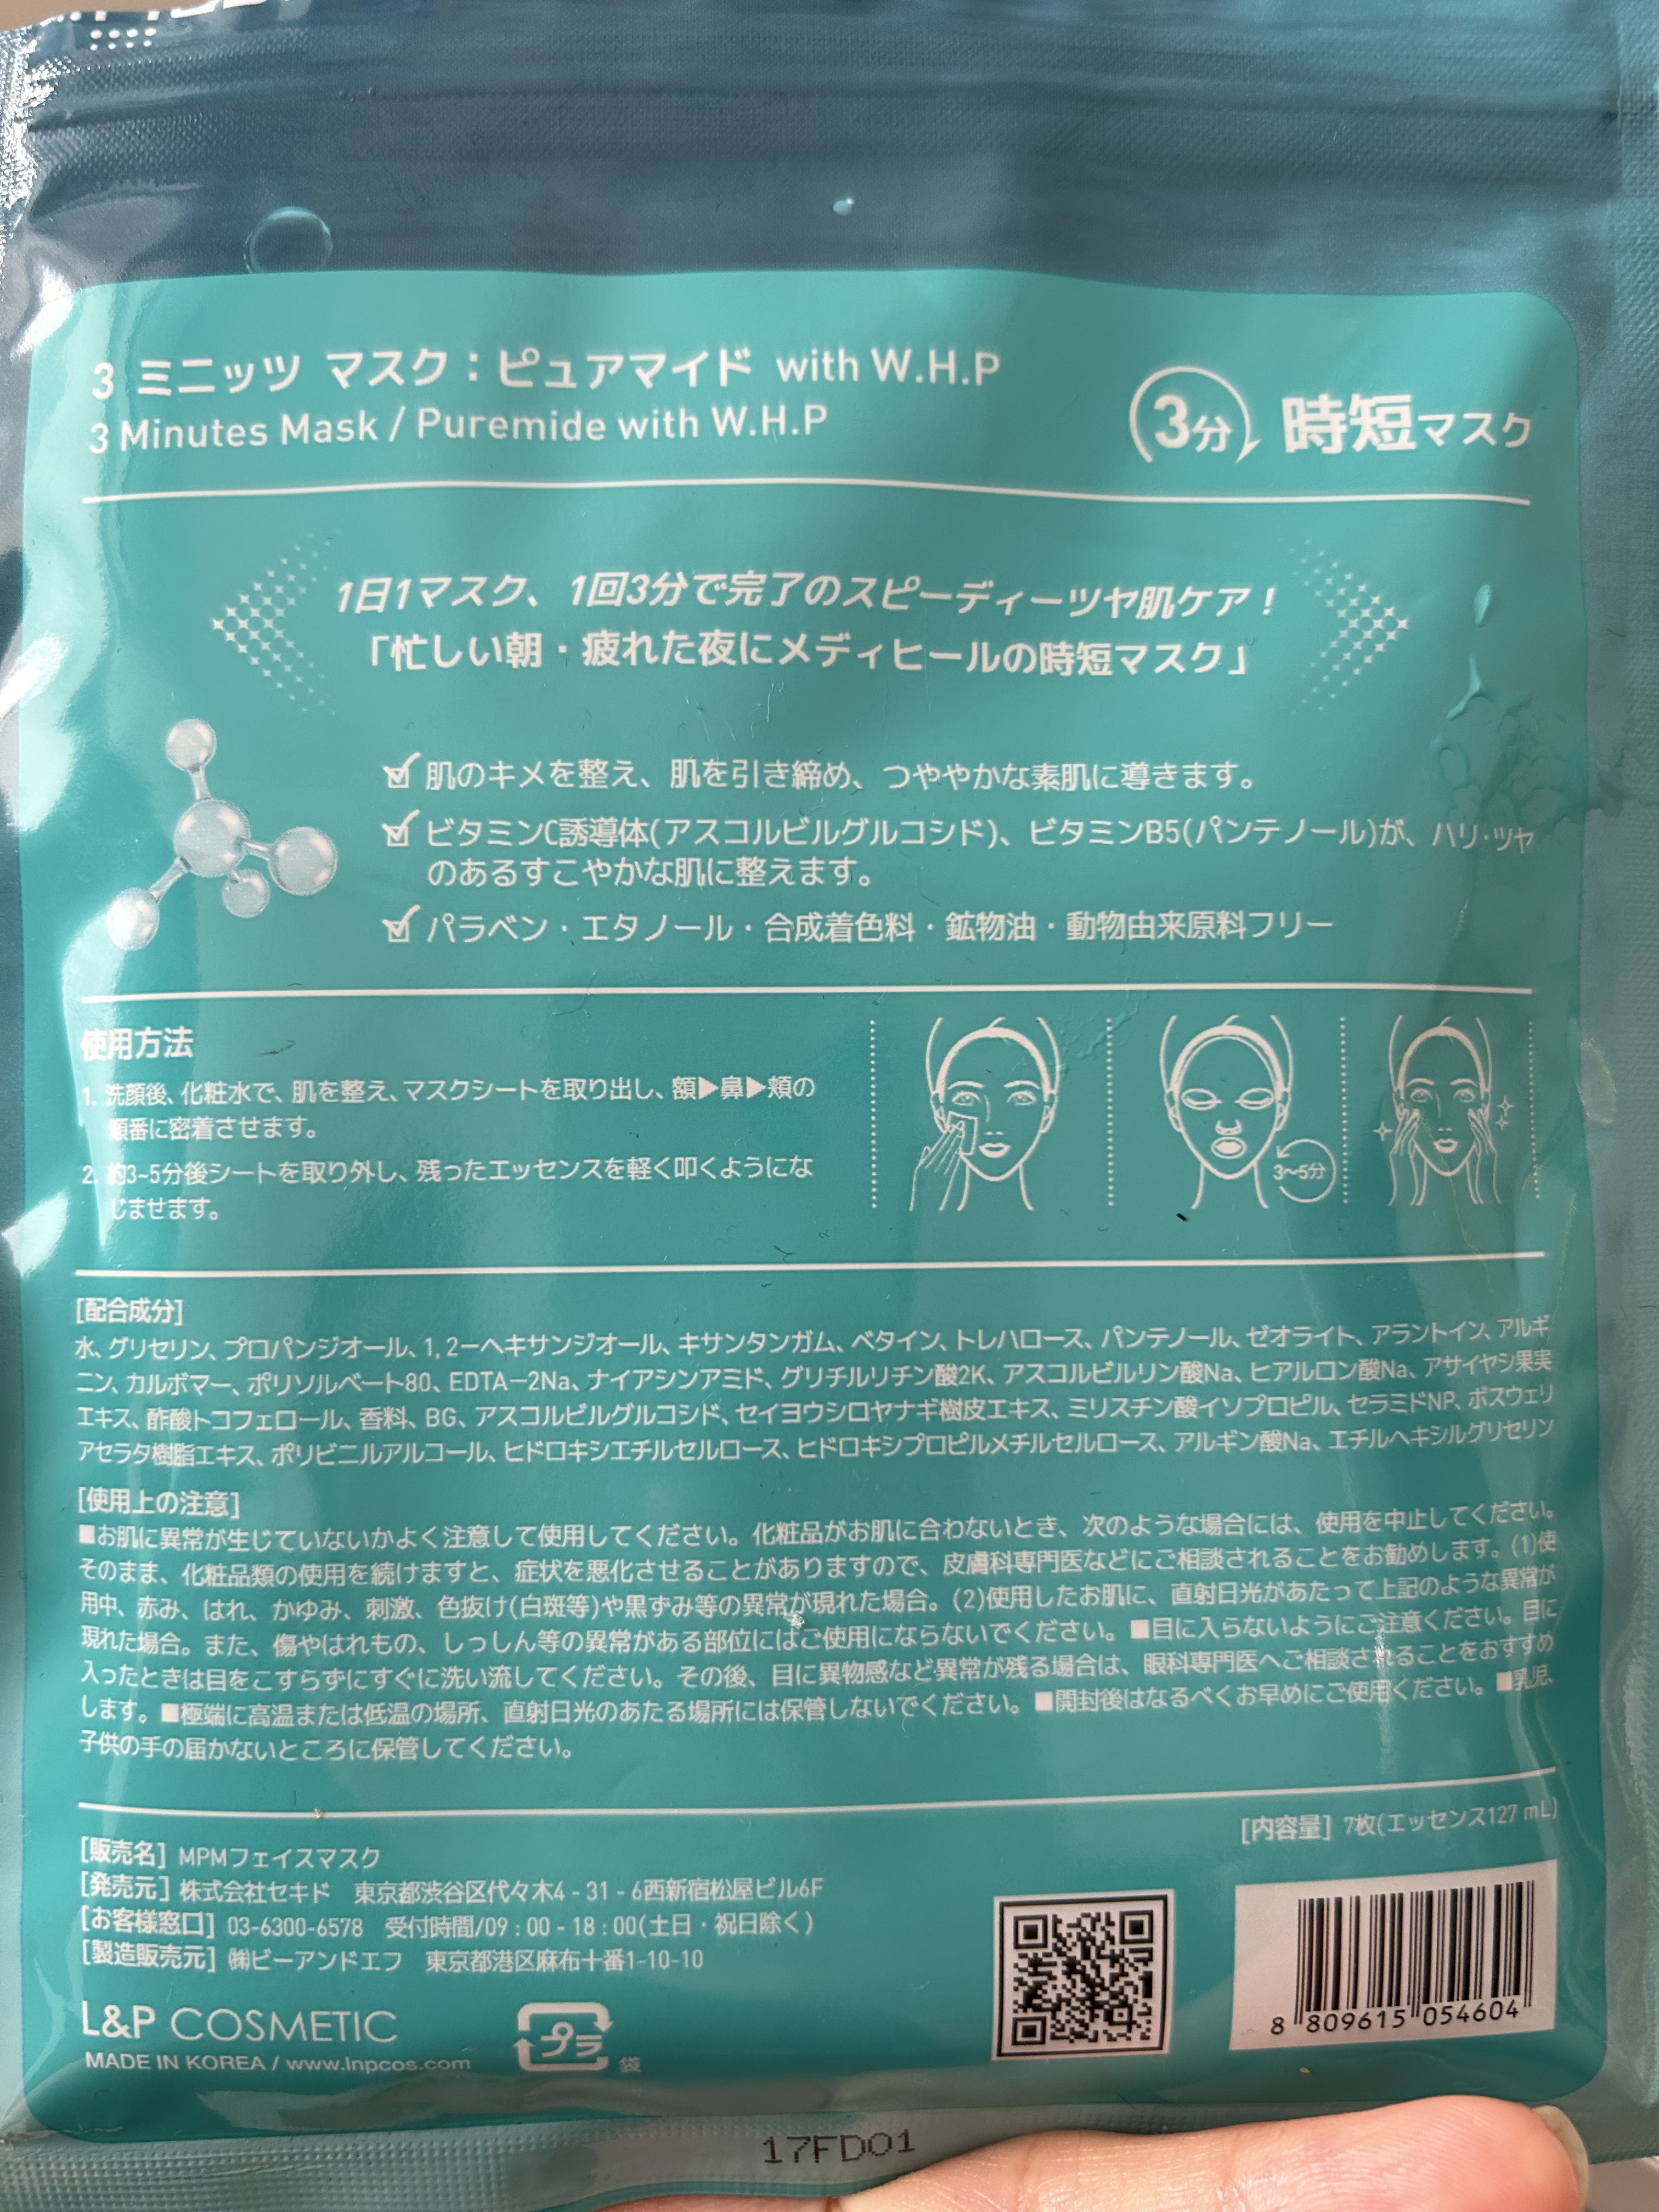 3 ミニッツ マスク：ピュアマイド with W.H.P
3 Minutes Mask / Puremide with W.H.P
3分 時短マスク
1日1マスク、1回3分で完了のスピーディーツヤ肌ケア！
「忙しい朝・疲れた夜にメディヒールの時短マスク」
肌のキメを整え、肌を引き締め、つややかな素肌に導きます。
ビタミンC誘導体(アスコルビルグルコシド)、ビタミンB5(パンテノール)が、ハリ・ツヤ
のあるすこやかな肌に整えます。
パラベン・エタノール・合成着色料・鉱物油・動物由来原料フリー
使用方法
1. 洗顔後、化粧水で、肌を整え、マスクシートを取り出し、額▶鼻▶頬の
順番に密着させます。
2. 約3~5分後シートを取り外し、残ったエッセンスを軽く叩くようにな
じませます。
3~5分
[配合成分]
水、グリセリン、プロパンジオール、1,2－ヘキサンジオール、キサンタンガム、ベタイン、トレハロース、パンテノール、ゼオライト、アラントイン、アルギ
ニン、カルボマー、ポリソルベート80、EDTA－2Na、ナイアシンアミド、グリチルリチン酸2K、アスコルビルリン酸Na、ヒアルロン酸Na、アサイヤシ果実
エキス、酢酸トコフェロール、香料、BG、アスコルビルグルコシド、セイヨウシロヤナギ樹皮エキス、ミリスチン酸イソプロピル、セラミドNP、ボスウェリ
アセラタ樹脂エキス、ポリビニルアルコール、ヒドロキシエチルセルロース、ヒドロキシプロピルメチルセルロース、アルギン酸Na、エチルヘキシルグリセリン
[使用上の注意]
■お肌に異常が生じていないかよく注意して使用してください。化粧品がお肌に合わないとき、次のような場合には、使用を中止してください。
そのまま、化粧品類の使用を続けますと、症状を悪化させることがありますので、皮膚科専門医などにご相談されることをお勧めします。(1)使
用中、赤み、はれ、かゆみ、刺激、色抜け(白斑等)や黒ずみ等の異常が現れた場合。(2)使用したお肌に、直射日光があたって上記のような異常が
現れた場合。また、傷やはれもの、しっしん等の異常がある部位にはご使用にならないでください。■目に入らないようにご注意ください。目に
入ったときは目をこすらずにすぐに洗い流してください。その後、目に異物感など異常が残る場合は、眼科専門医へご相談されることをおすすめ
します。■極端に高温または低温の場所、直射日光のあたる場所には保管しないでください。■開封後はなるべくお早めにご使用ください。■乳児、
子供の手の届かないところに保管してください。
[内容量] 7枚(エッセンス127 mL)
[販売名] MPMフェイスマスク
[発売元] 株式会社セキド 東京都渋谷区代々木4 - 31 - 6西新宿松屋ビル6F
[お客様窓口] 03-6300-6578 受付時間/09 : 00 - 18 : 00(土日・祝日除く)
[製造販売元] ㈱ビーアンドエフ 東京都港区麻布十番1-10-10
L&P COSMETIC
MADE IN KOREA / www.lnpcos.com
プラ
袋
8 809615 054604
17FD01